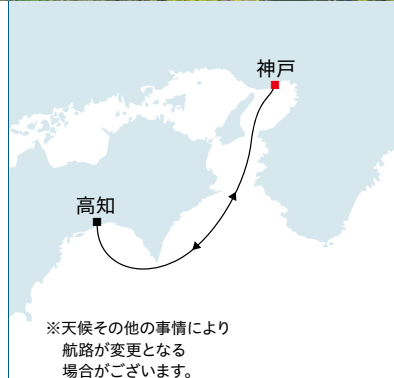 神戸
高知
※天候その他の事情により
航路が変更となる
場合がございます。